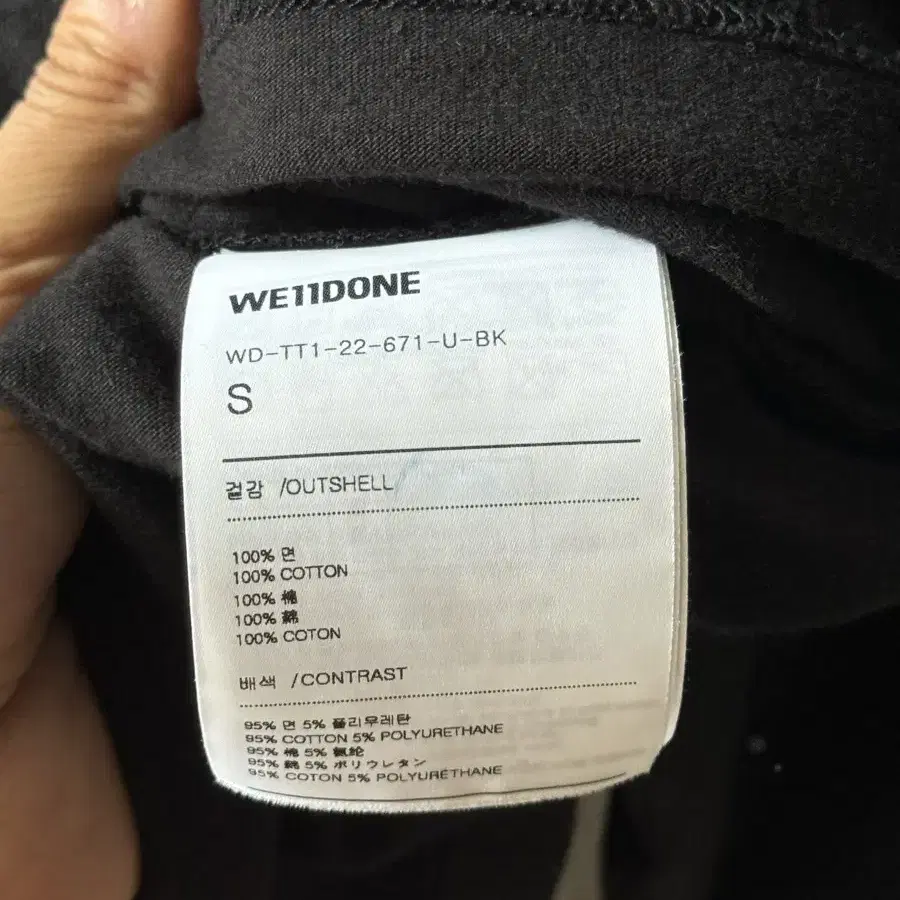 WE11DONE
WD-TT1-22-671-U-BK
S
겉감 /OUTSHELL
100% 면
100% COTTON
100% 棉
100% 綿
100% COTON
배색 /CONTRAST
95% 면 5% 폴리우레탄
95% COTTON 5% POLYURETHANE
95% 棉 5% 氨纶
95% 綿 5% ポリウレタン
95% COTON 5% POLYURÉTHANE